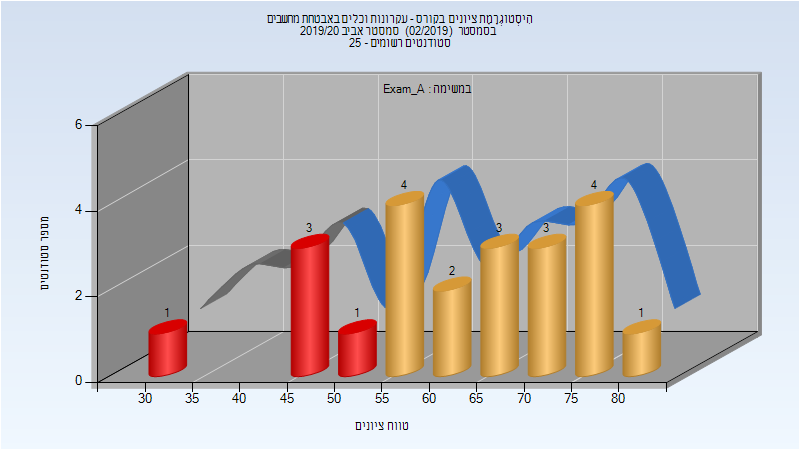 הִיסְטוֹגְרַמַת ציונים בקורס - עקרונות וכלים באבטחת מחשבים
בסמסטר (02/2019) סמסטר אביב 2019/20
סטודנטים רשומים - 25
במשימה : Exam_A
מספר סטודנטים
6
4
2
0
1
3
1
4
2
3
3
4
1
30 35 40 45 50 55 60 65 70 75 80
טווח ציונים